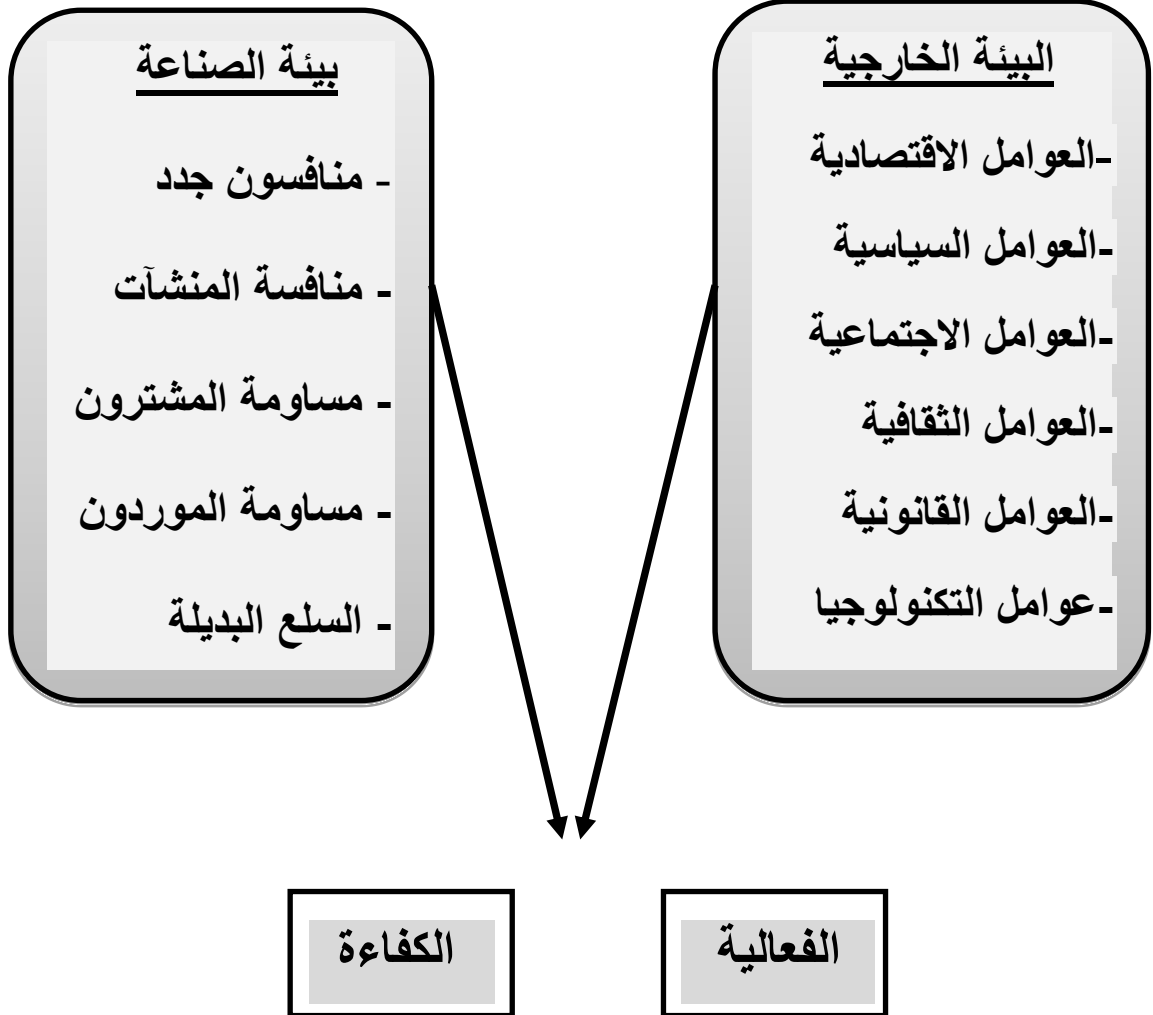 البيئة الخارجية
-العوامل الاقتصادية
-العوامل السياسية
-العوامل الاجتماعية
-العوامل الثقافية
-العوامل القانونية
-عوامل التكنولوجيا
بيئة الصناعة
- منافسون جدد
- منافسة المنشآت
- مساومة المشترون
- مساومة الموردون
- السلع البديلة
الفعالية
الكفاءة